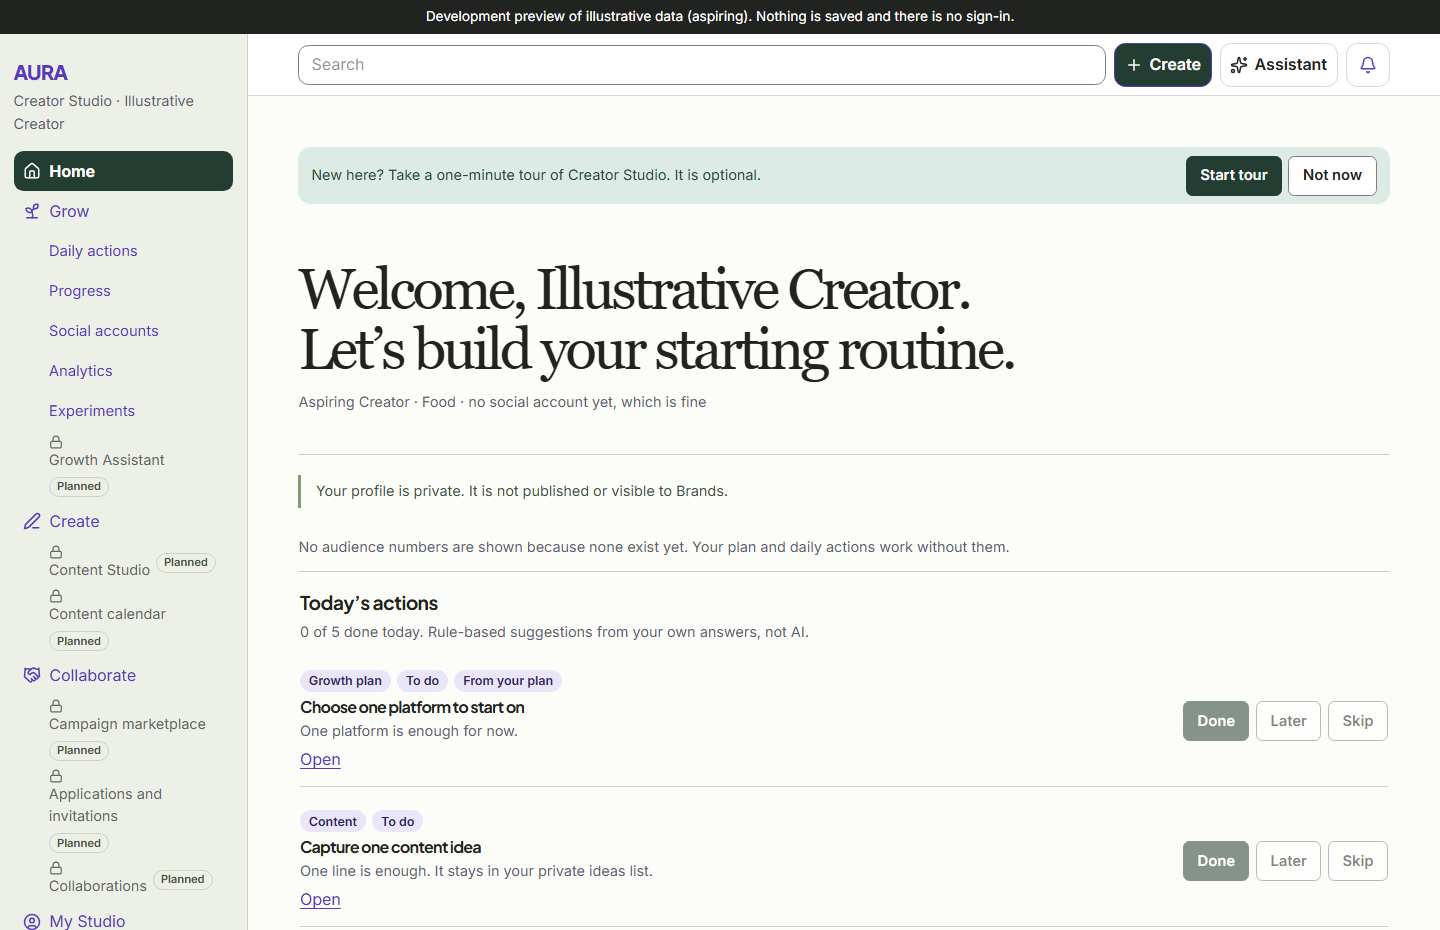 Development preview of illustrative data (aspiring). Nothing is saved and there is no sign-in.
AURA
Creator Studio · Illustrative
Creator
Home
Grow
Daily actions
Progress
Social accounts
Analytics
Experiments
Growth Assistant
Planned
Create
Content Studio Planned
Content calendar
Planned
Collaborate
Campaign marketplace
Planned
Applications and
invitations
Planned
Collaborations Planned
My Studio
Search
Create
Assistant
New here? Take a one-minute tour of Creator Studio. It is optional.
Start tour
Not now
Welcome, Illustrative Creator.
Let’s build your starting routine.
Aspiring Creator · Food · no social account yet, which is fine
Your profile is private. It is not published or visible to Brands.
No audience numbers are shown because none exist yet. Your plan and daily actions work without them.
Today’s actions
0 of 5 done today. Rule-based suggestions from your own answers, not AI.
Growth plan To do From your plan
Choose one platform to start on
One platform is enough for now.
Open
Done Later Skip
Content To do
Capture one content idea
One line is enough. It stays in your private ideas list.
Open
Done Later Skip